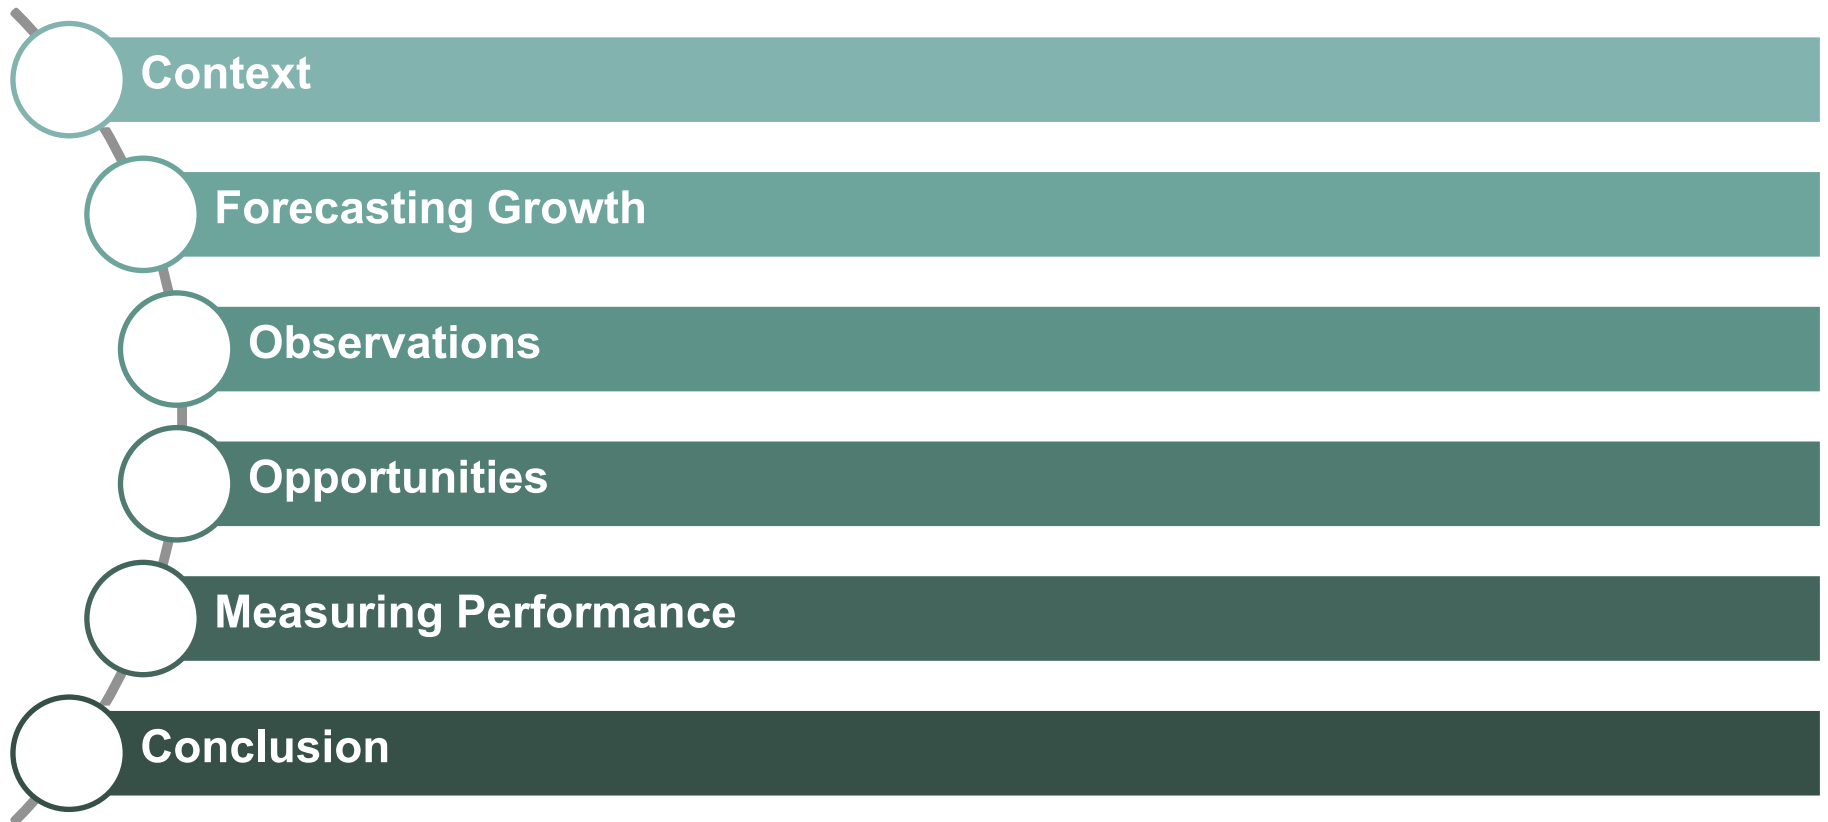 Context
Forecasting Growth
Observations
Opportunities
Measuring Performance
Conclusion